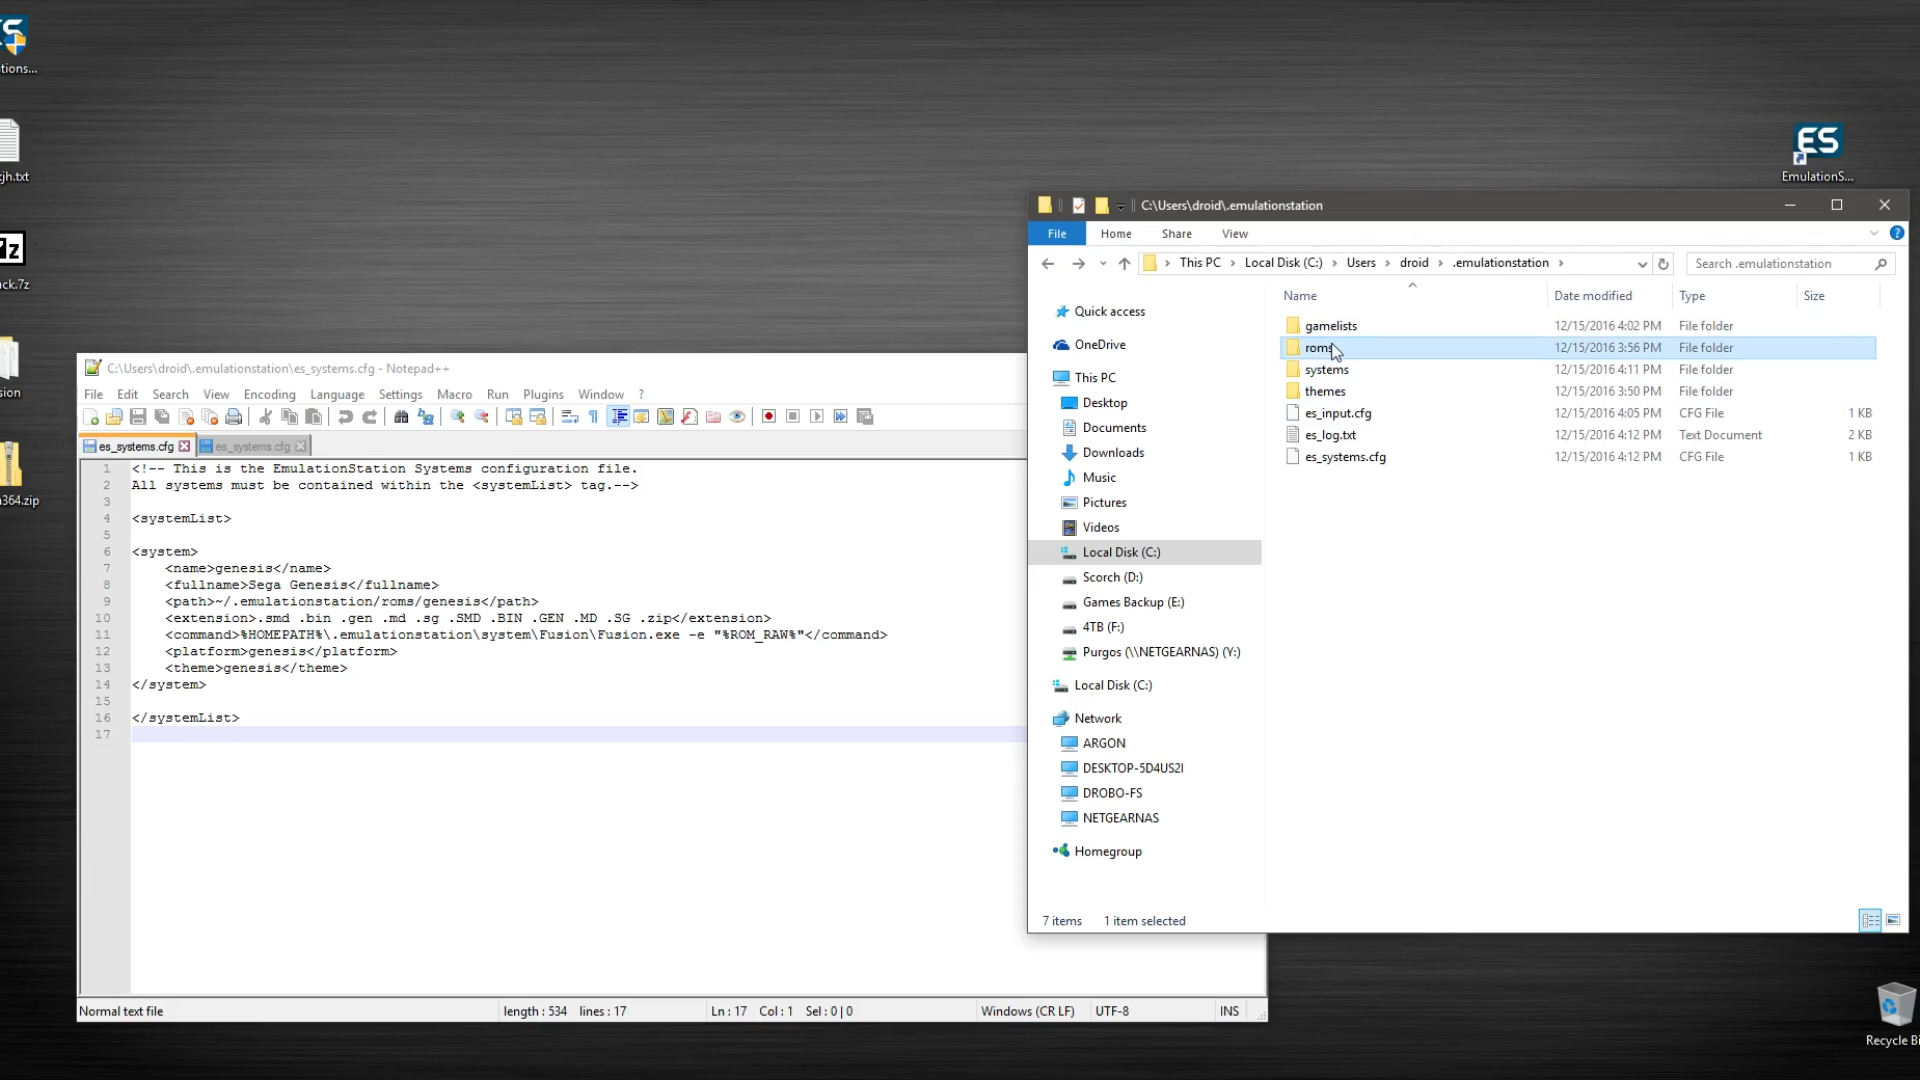 ES
tions...
jh.txt
7z
ck.7z
sion
364.zip
ES
EmulationS...
Recycle Bi
C:\Users\droid\.emulationstation\es_systems.cfg - Notepad++
File Edit Search View Encoding Language Settings Macro Run Plugins Window ?
es_systems.cfg es_systems.cfg
1 <!-- This is the EmulationStation Systems configuration file.
2 All systems must be contained within the <systemList> tag.-->
3
4 <systemList>
5
6 <system>
7 <name>genesis</name>
8 <fullname>Sega Genesis</fullname>
9 <path>~/.emulationstation/roms/genesis</path>
10 <extension>.smd .bin .gen .md .sg .SMD .BIN .GEN .MD .SG .zip</extension>
11 <command>%HOMEPATH%\.emulationstation\system\Fusion\Fusion.exe -e "%ROM_RAW%"</command>
12 <platform>genesis</platform>
13 <theme>genesis</theme>
14 </system>
15
16 </systemList>
17
Normal text file length : 534 lines : 17 Ln : 17 Col : 1 Sel : 0 | 0 Windows (CR LF) UTF-8 INS
C:\Users\droid\.emulationstation
File Home Share View
This PC > Local Disk (C:) > Users > droid > .emulationstation > Search .emulationstation
Name Date modified Type Size
gamelists 12/15/2016 4:02 PM File folder
roms 12/15/2016 3:56 PM File folder
systems 12/15/2016 4:11 PM File folder
themes 12/15/2016 3:50 PM File folder
es_input.cfg 12/15/2016 4:05 PM CFG File 1 KB
es_log.txt 12/15/2016 4:12 PM Text Document 2 KB
es_systems.cfg 12/15/2016 4:12 PM CFG File 1 KB
Quick access
OneDrive
This PC
Desktop
Documents
Downloads
Music
Pictures
Videos
Local Disk (C:)
Scorch (D:)
Games Backup (E:)
4TB (F:)
Purgos (\\NETGEARNAS) (Y:)
Local Disk (C:)
Network
ARGON
DESKTOP-5D4US2I
DROBO-FS
NETGEARNAS
Homegroup
7 items 1 item selected